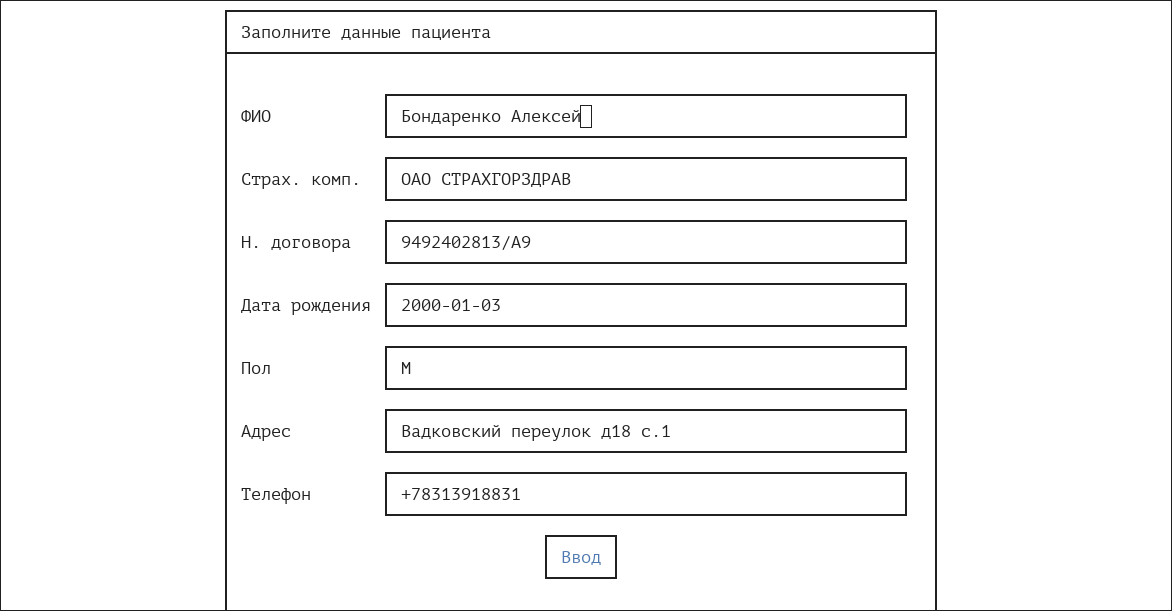 Заполните данные пациента
ФИО Бондаренко Алексей
Страх. комп. ОАО СТРАХГОРЗДРАВ
Н. договора 9492402813/А9
Дата рождения 2000-01-03
Пол М
Адрес Вадковский переулок д18 с.1
Телефон +78313918831
Ввод